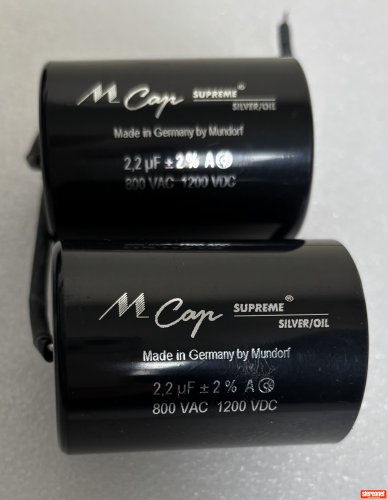 M Cap SUPREME®
SILVER/OIL
Made in Germany by Mundorf
2,2 µF ± 2% A
800 VAC 1200 VDC
M Cap SUPREME®
SILVER/OIL
Made in Germany by Mundorf
2,2 µF ± 2% A
800 VAC 1200 VDC